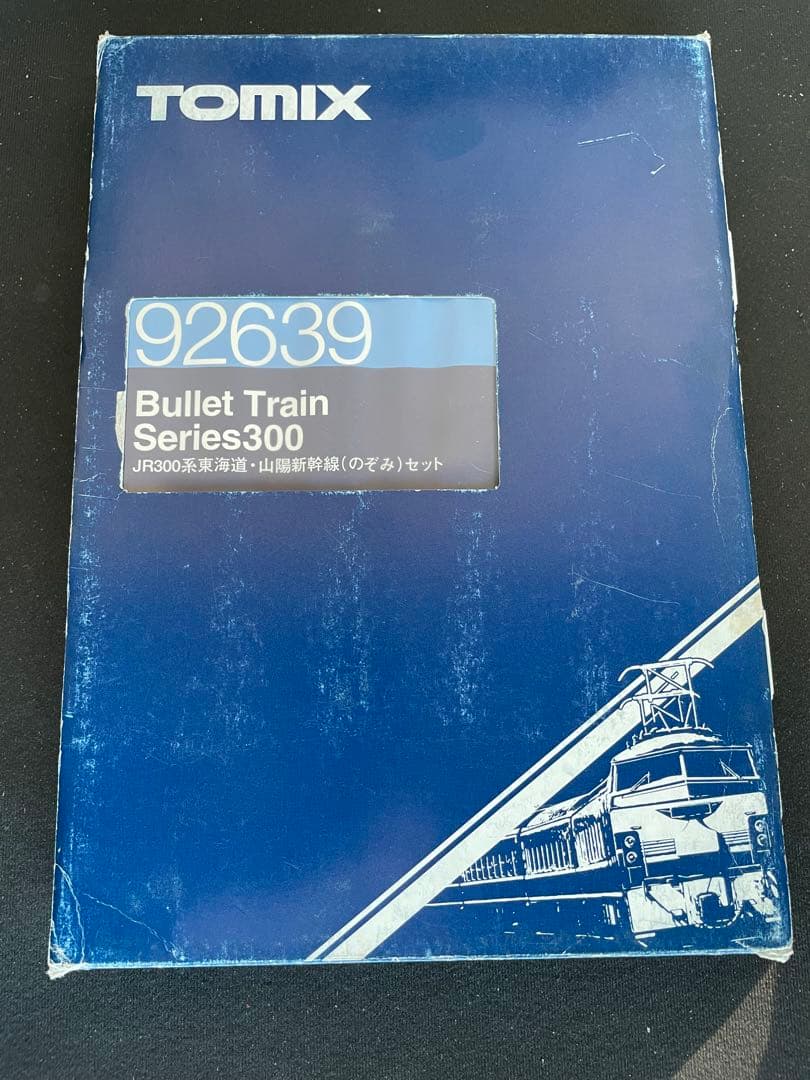 TOMIX
92639
Bullet Train
Series300
JR300系東海道・山陽新幹線(のぞみ)セット